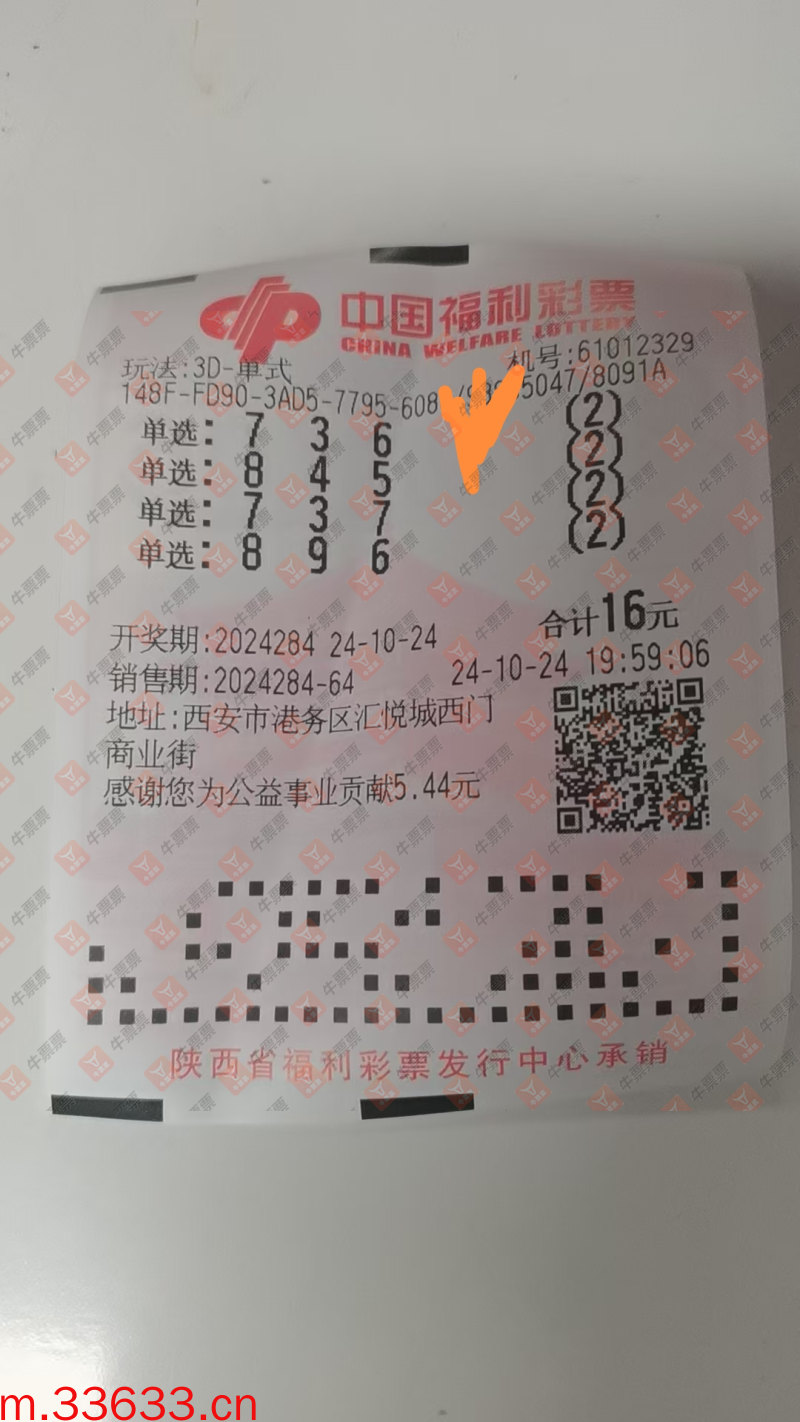 中国福利彩票
CHINA WELFARE LOTTERY
玩法:3D-单式 机号:61012329
148F-FD90-3AD5-7795-608 5047/8091A
单选: 7 3 6 (2)
单选: 8 4 5 (2)
单选: 7 3 7 (2)
单选: 8 9 6 (2)
合计16元
开奖期:2024284 24-10-24
销售期:2024284-64 24-10-24 19:59:06
地址:西安市港务区汇悦城西门
商业街
感谢您为公益事业贡献5.44元
陕西省福利彩票发行中心承销
牛票票
m.33633.cn